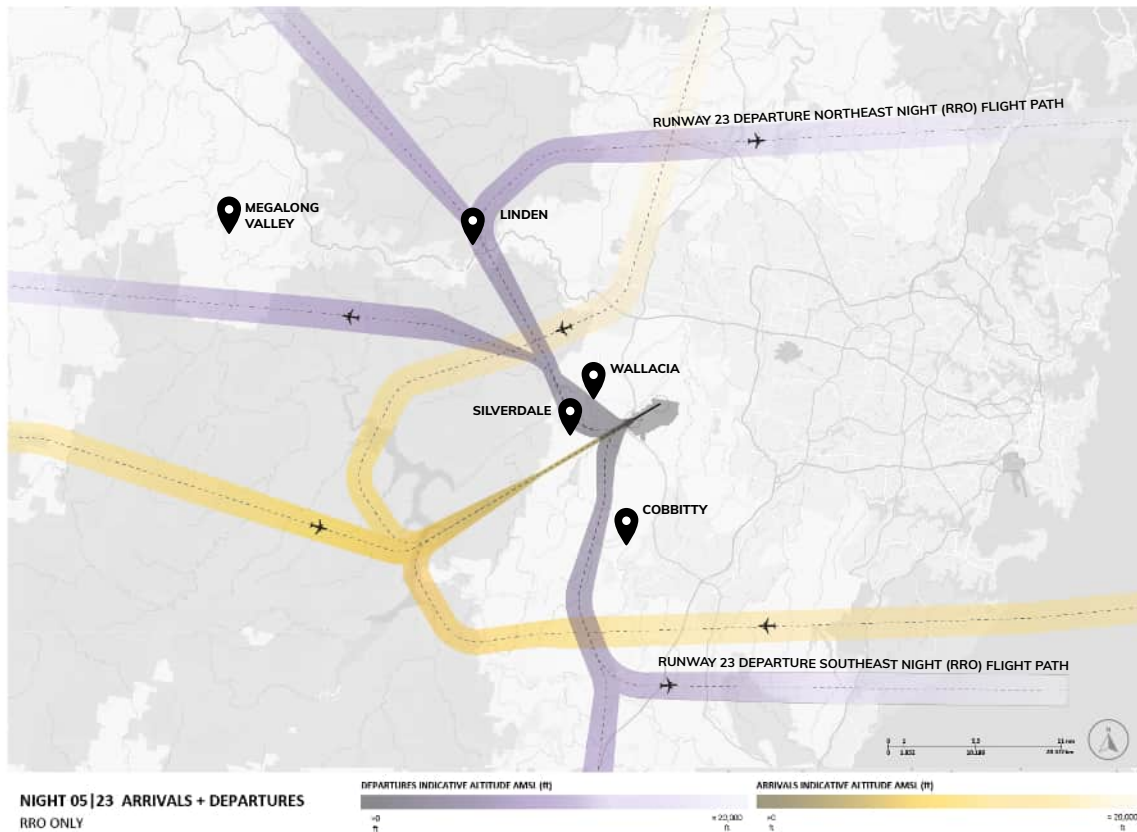 RUNWAY 23 DEPARTURE NORTHEAST NIGHT (RRO) FLIGHT PATH
MEGALONG
VALLEY
LINDEN
WALLACIA
SILVERDALE
COBBITTY
RUNWAY 23 DEPARTURE SOUTHEAST NIGHT (RRO) FLIGHT PATH
NIGHT 05|23 ARRIVALS + DEPARTURES
RRO ONLY
DEPARTURES INDICATIVE ALTITUDE AMSL (ft)
ARRIVALS INDICATIVE ALTITUDE AMSL (ft)